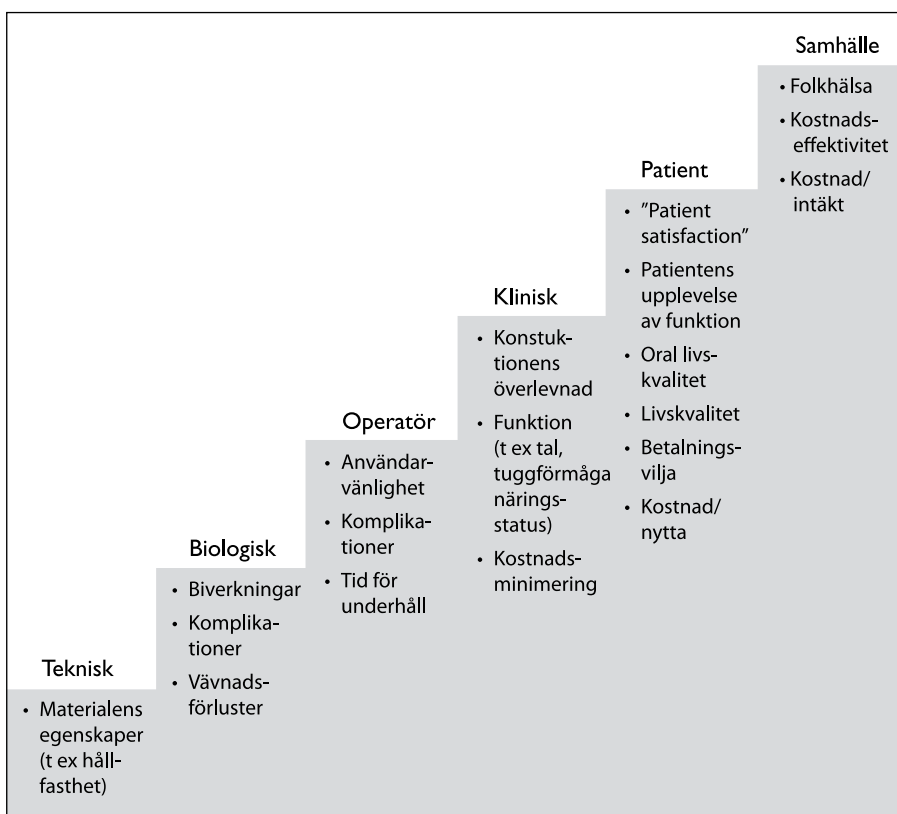 Teknisk
• Materialens
egenskaper
(t ex håll-
fasthet)
Biologisk
• Biverkningar
• Komplika-
tioner
• Vävnads-
förluster
Operatör
• Användar-
vänlighet
• Komplika-
tioner
• Tid för
underhåll
Klinisk
• Konstuk-
tionens
överlevnad
• Funktion
(t ex tal,
tuggförmåga
närings-
status)
• Kostnads-
minimering
Patient
• ”Patient
satisfaction”
• Patientens
upplevelse
av funktion
• Oral livs-
kvalitet
• Livskvalitet
• Betalnings-
vilja
• Kostnad/
nytta
Samhälle
• Folkhälsa
• Kostnads-
effektivitet
• Kostnad/
intäkt